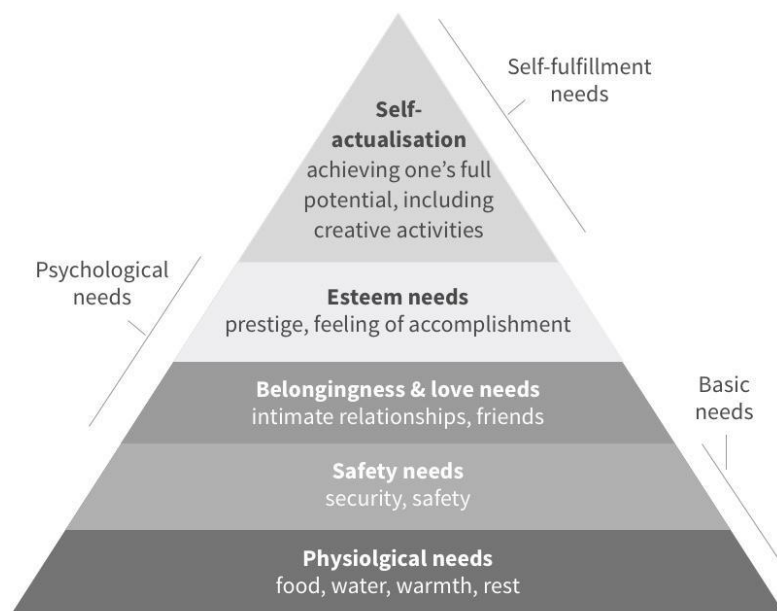 Self-fulfillment
needs
Self-
actualisation
achieving one's full
potential, including
creative activities
Psychological
needs
Esteem needs
prestige, feeling of accomplishment
Belongingness & love needs
intimate relationships, friends
Basic
needs
Safety needs
security, safety
Physiolgical needs
food, water, warmth, rest